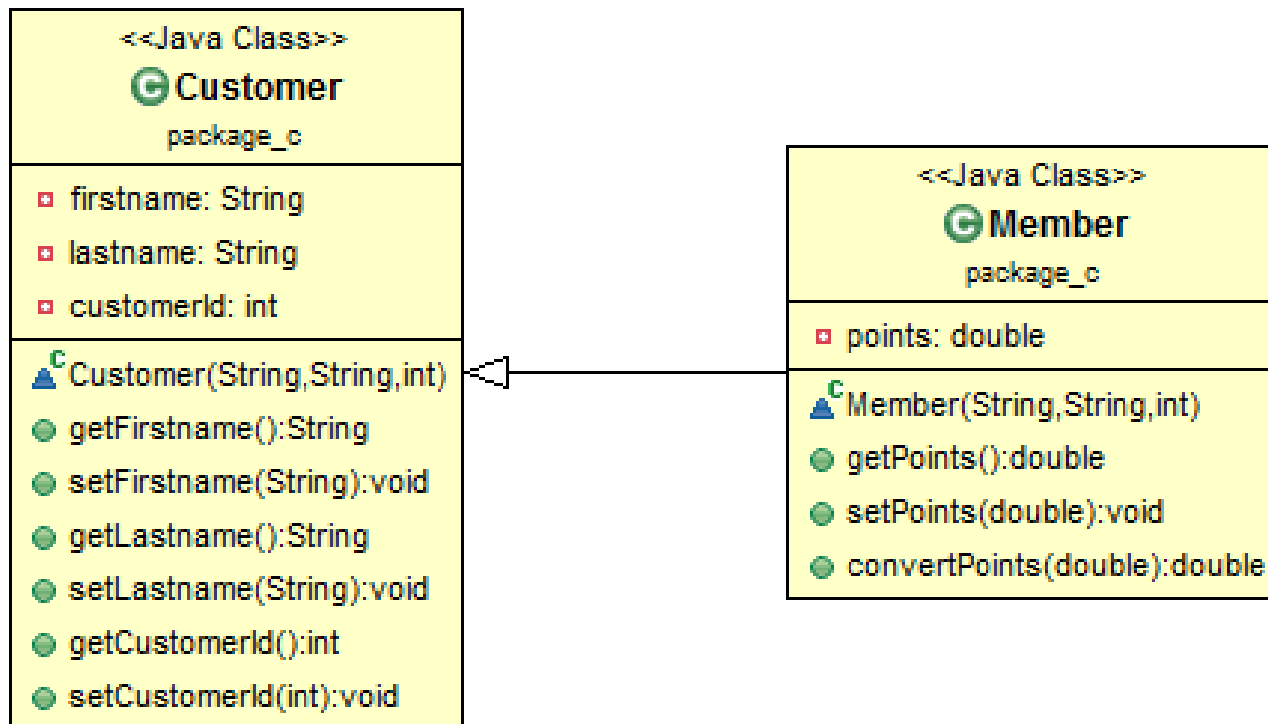 <<Java Class>>
C Customer
package_c
firstname: String
lastname: String
customerId: int
C Customer(String,String,int)
getFirstname():String
setFirstname(String):void
getLastname():String
setLastname(String):void
getCustomerId():int
setCustomerId(int):void
<<Java Class>>
C Member
package_c
points: double
C Member(String,String,int)
getPoints():double
setPoints(double):void
convertPoints(double):double